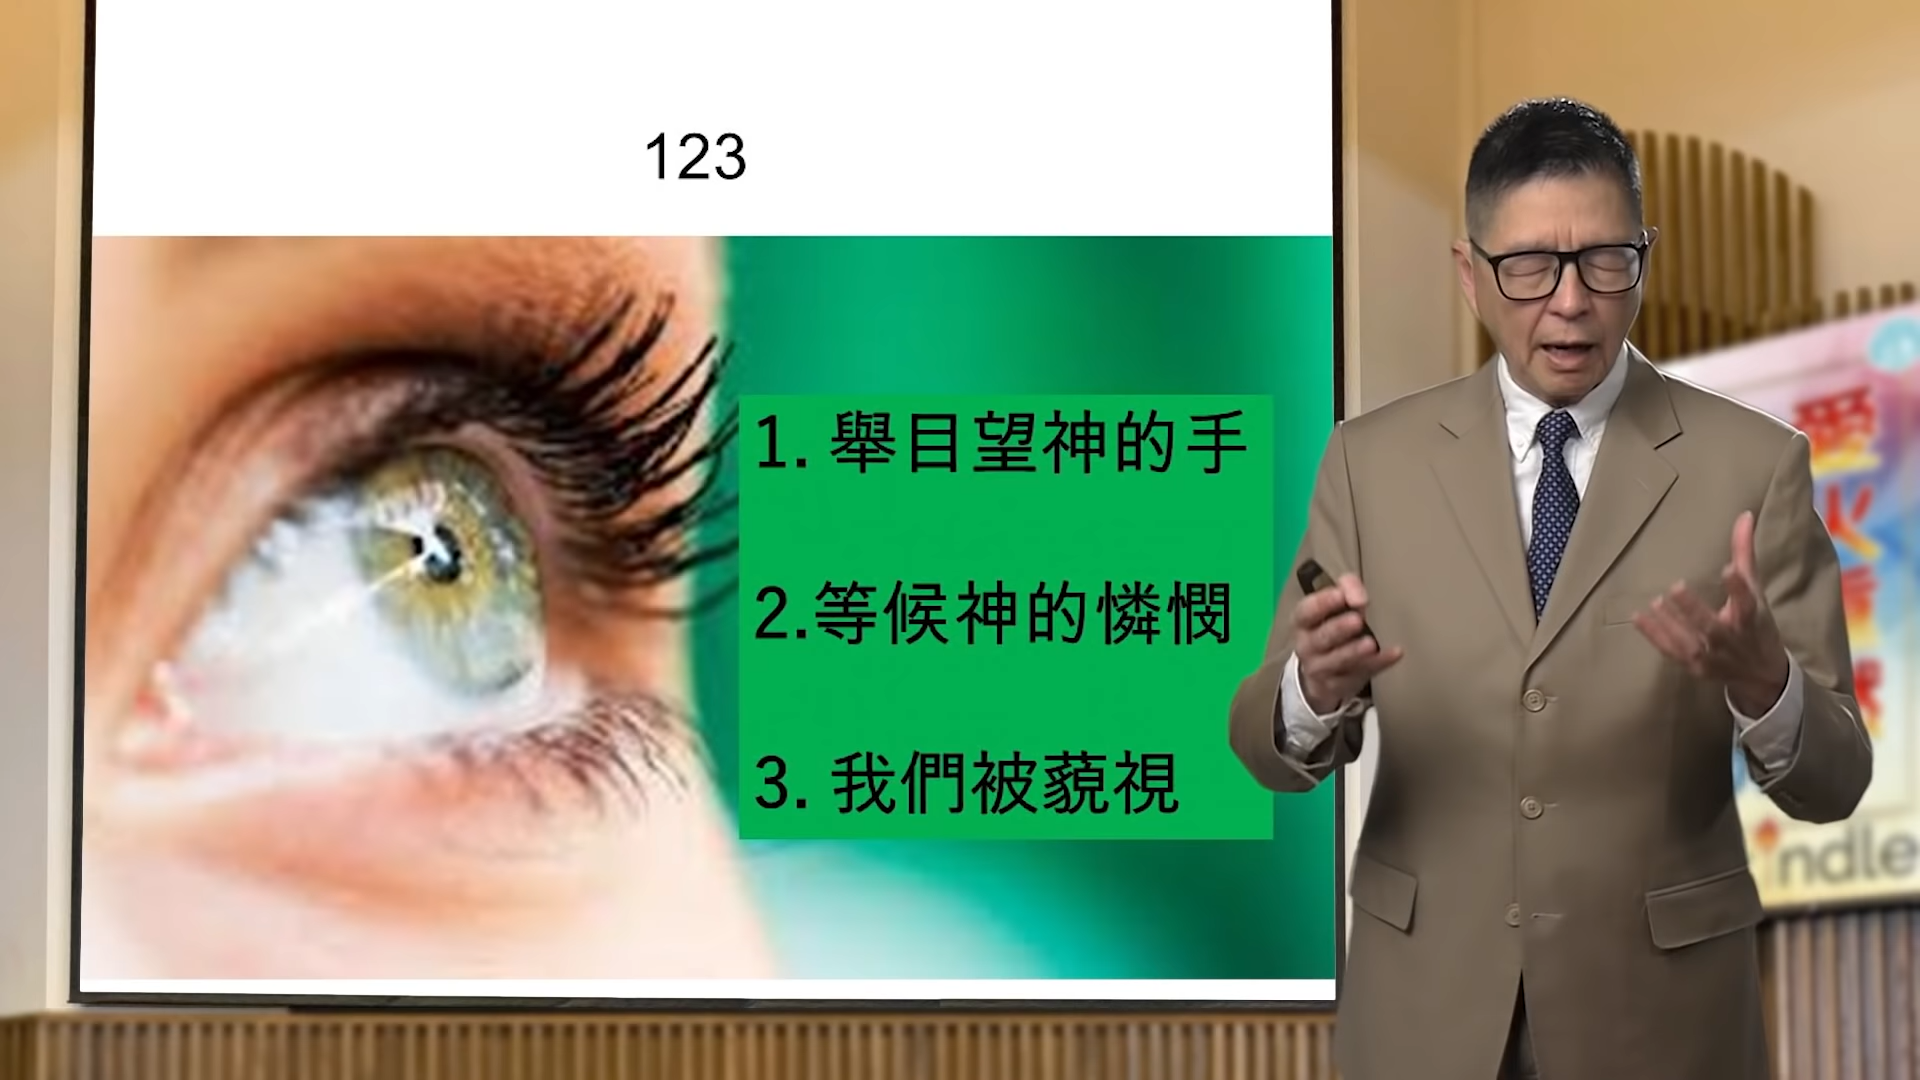 123
1. 舉目望神的手
2.等候神的憐憫
3. 我們被藐視
indle